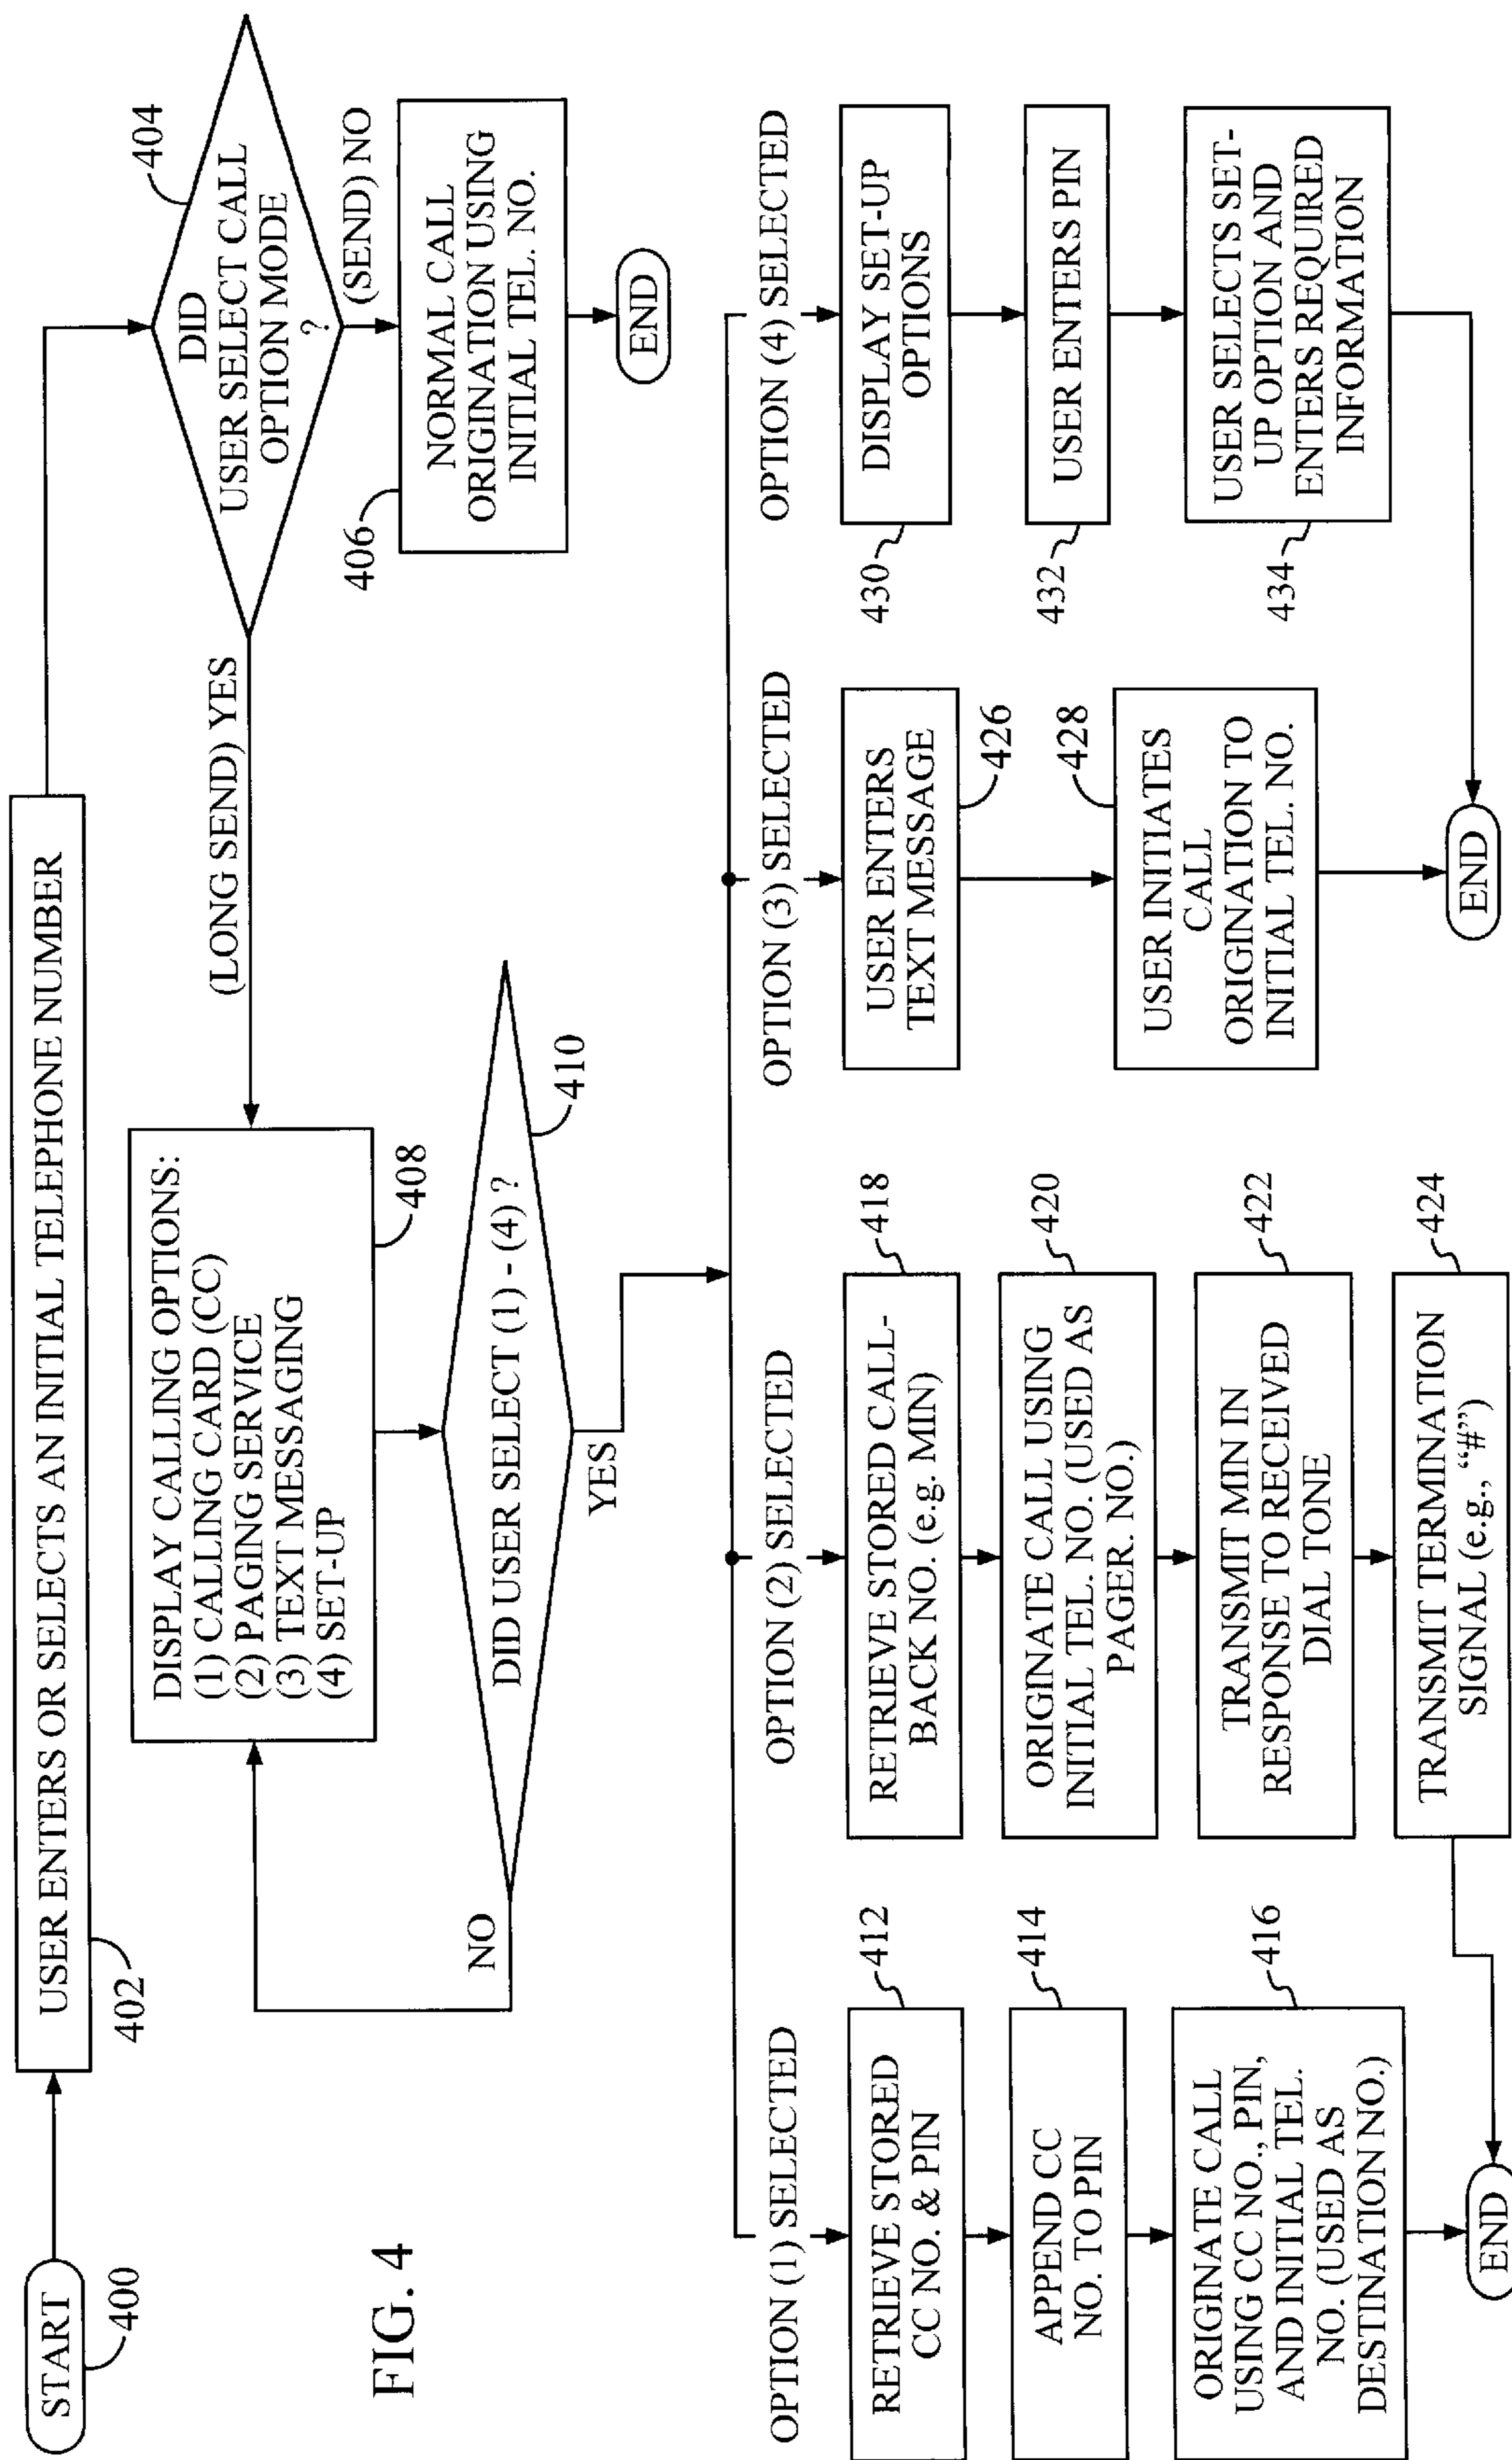 START
400
USER ENTERS OR SELECTS AN INITIAL TELEPHONE NUMBER
402
DID
USER SELECT CALL
OPTION MODE
?
404
(LONG SEND) YES
(SEND) NO
NORMAL CALL
ORIGINATION USING
INITIAL TEL. NO.
406
END
DISPLAY CALLING OPTIONS:
(1) CALLING CARD (CC)
(2) PAGING SERVICE
(3) TEXT MESSAGING
(4) SET-UP
408
DID USER SELECT (1) - (4) ?
410
NO
YES
FIG. 4
OPTION (1) SELECTED
RETRIEVE STORED
CC NO. & PIN
412
APPEND CC
NO. TO PIN
414
ORIGINATE CALL
USING CC NO., PIN,
AND INITIAL TEL.
NO. (USED AS
DESTINATION NO.)
416
END
OPTION (2) SELECTED
RETRIEVE STORED CALL-
BACK NO. (e.g. MIN)
418
ORIGINATE CALL USING
INITIAL TEL. NO. (USED AS
PAGER. NO.)
420
TRANSMIT MIN IN
RESPONSE TO RECEIVED
DIAL TONE
422
TRANSMIT TERMINATION
SIGNAL (e.g., “#”)
424
OPTION (3) SELECTED
USER ENTERS
TEXT MESSAGE
426
USER INITIATES
CALL
ORIGINATION TO
INITIAL TEL. NO.
428
END
OPTION (4) SELECTED
DISPLAY SET-UP
OPTIONS
430
USER ENTERS PIN
432
USER SELECTS SET-
UP OPTION AND
ENTERS REQUIRED
INFORMATION
434